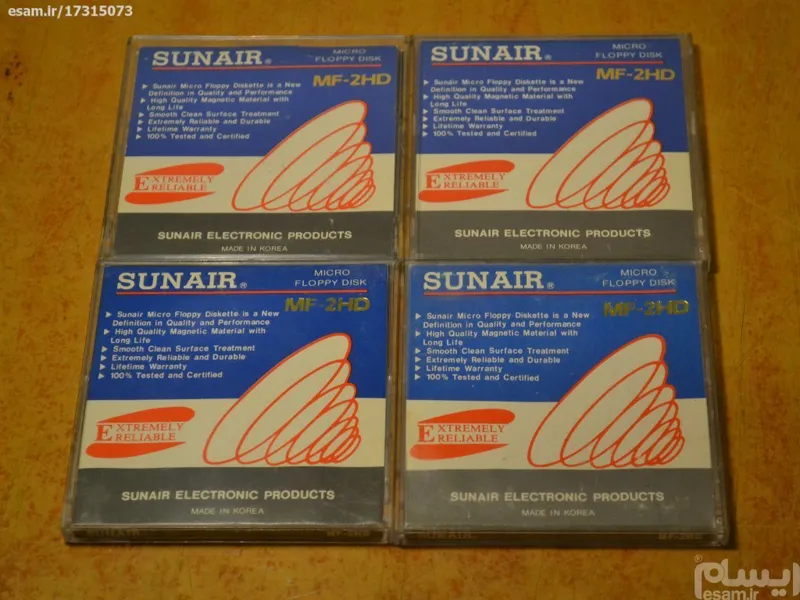 esam.ir/17315073
SUNAIR®
MICRO
FLOPPY DISK
MF-2HD
▶ Sunair Micro Floppy Diskette is a New
Definition in Quality and Performance
▶ High Quality Magnetic Material with
Long Life
▶ Smooth Clean Surface Treatment
▶ Extremely Reliable and Durable
▶ Lifetime Warranty
▶ 100% Tested and Certified
EXTREMELY
RELIABLE
SUNAIR ELECTRONIC PRODUCTS
MADE IN KOREA
SUNAIR®
MICRO
FLOPPY DISK
MF-2HD
▶ Sunair Micro Floppy Diskette is a New
Definition in Quality and Performance
▶ High Quality Magnetic Material with
Long Life
▶ Smooth Clean Surface Treatment
▶ Extremely Reliable and Durable
▶ Lifetime Warranty
▶ 100% Tested and Certified
EXTREMELY
RELIABLE
SUNAIR ELECTRONIC PRODUCTS
MADE IN KOREA
SUNAIR®
MICRO
FLOPPY DISK
MF-2HD
▶ Sunair Micro Floppy Diskette is a New
Definition in Quality and Performance
▶ High Quality Magnetic Material with
Long Life
▶ Smooth Clean Surface Treatment
▶ Extremely Reliable and Durable
▶ Lifetime Warranty
▶ 100% Tested and Certified
EXTREMELY
RELIABLE
SUNAIR ELECTRONIC PRODUCTS
MADE IN KOREA
SUNAIR MF-2HD
SUNAIR®
MICRO
FLOPPY DISK
MF-2HD
▶ Sunair Micro Floppy Diskette is a New
Definition in Quality and Performance
▶ High Quality Magnetic Material with
Long Life
▶ Smooth Clean Surface Treatment
▶ Extremely Reliable and Durable
▶ Lifetime Warranty
▶ 100% Tested and Certified
EXTREMELY
RELIABLE
SUNAIR ELECTRONIC PRODUCTS
MADE IN KOREA
SUNAIR MF-2HD
ایسام®
esam.ir